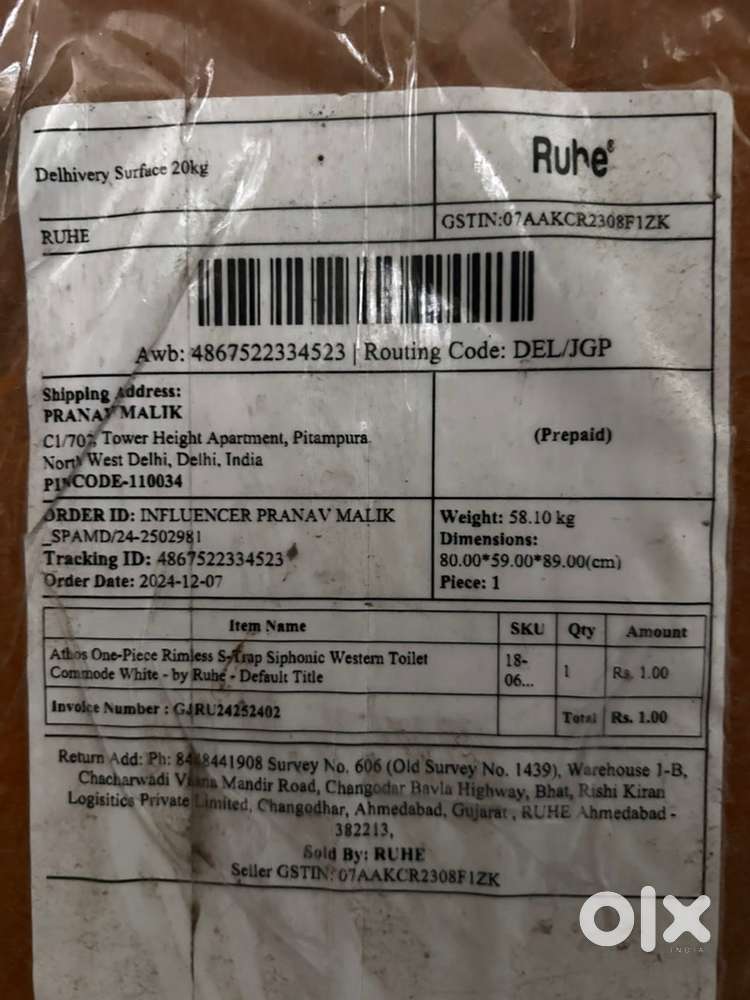 Delhivery Surface 20kg
Ruhe®
RUHE
GSTIN:07AAKCR2308F1ZK
Awb: 4867522334523 | Routing Code: DEL/JGP
Shipping Address:
PRANAV MALIK
C1/702, Tower Height Apartment, Pitampura
North West Delhi, Delhi, India
PINCODE-110034
(Prepaid)
ORDER ID: INFLUENCER PRANAV MALIK
_SPAMD/24-2502981
Tracking ID: 4867522334523
Order Date: 2024-12-07
Weight: 58.10 kg
Dimensions:
80.00*59.00*89.00(cm)
Piece: 1
Item Name SKU Qty Amount
Athos One-Piece Rimless S-Trap Siphonic Western Toilet
Commode White - by Ruhe - Default Title
18-
06...
1
Rs. 1.00
Invoice Number : GJRU24252402
Total Rs. 1.00
Return Add: Ph: 8448441908 Survey No. 606 (Old Survey No. 1439), Warehouse 1-B,
Chacharwadi Mandir Road, Changodar Bavla Highway, Bhat, Rishi Kiran
Logisitics Private Limited, Changodhar, Ahmedabad, Gujarat, RUHE Ahmedabad -
382213,
Sold By: RUHE
Seller GSTIN: 07AAKCR2308F1ZK
olx
INDIA